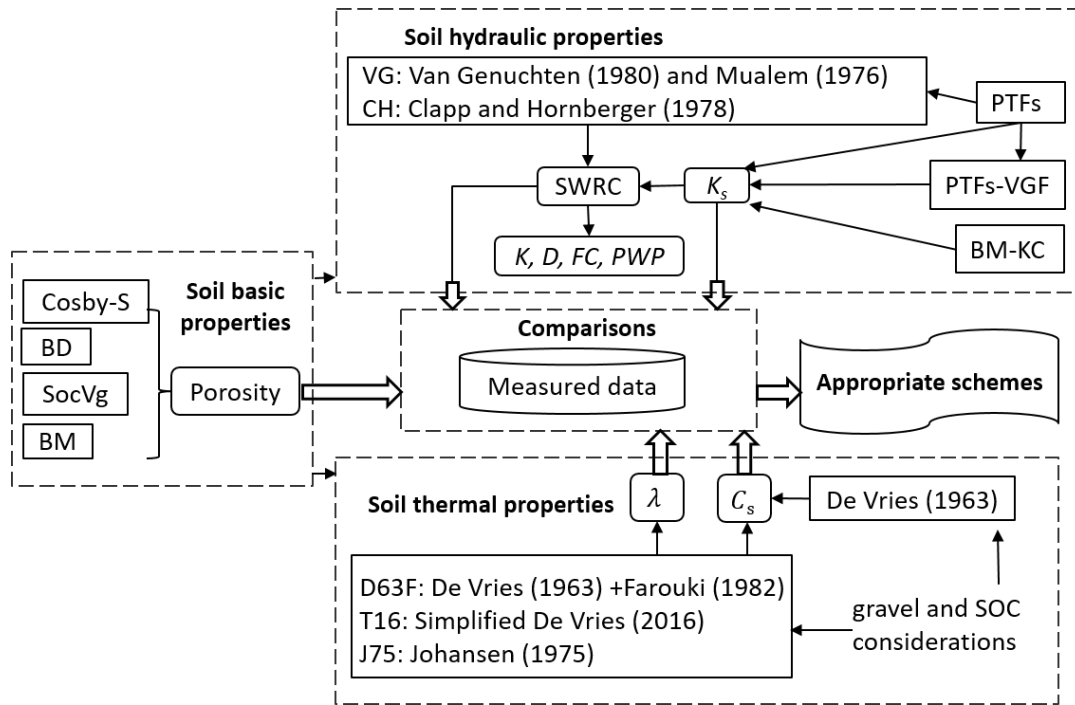 Soil hydraulic properties
VG: Van Genuchten (1980) and Mualem (1976)
CH: Clapp and Hornberger (1978)
PTFs
SWRC
Ks
PTFs-VGF
K, D, FC, PWP
BM-KC
Cosby-S
BD
SocVg
BM
Soil basic
properties
Porosity
Comparisons
Measured data
Appropriate schemes
Soil thermal properties
λ
Cs
De Vries (1963)
D63F: De Vries (1963) +Farouki (1982)
T16: Simplified De Vries (2016)
J75: Johansen (1975)
gravel and SOC
considerations